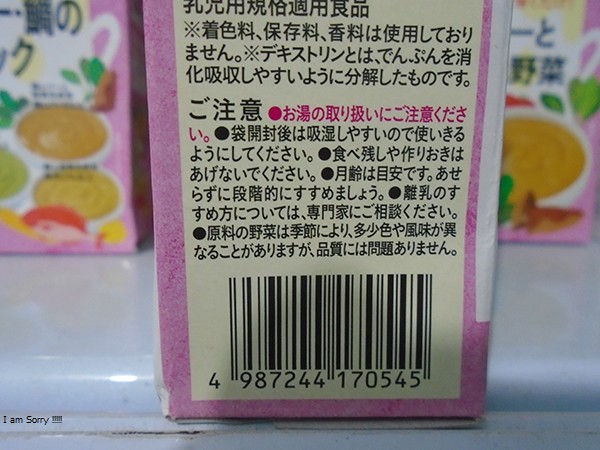 乳児用規格適用食品
※着色料、保存料、香料は使用しており
ません。※デキストリンとは、でんぷんを消
化吸収しやすいように分解したものです。
ご注意 ●お湯の取り扱いにご注意くださ
い。●袋開封後は吸湿しやすいので使いきる
ようにしてください。●食べ残しや作りおきは
あげないでください。●月齢は目安です。あせ
らずに段階的にすすめましょう。●離乳のす
すめ方については、専門家にご相談ください。
●原料の野菜は季節により、多少色や風味が異
なることがありますが、品質には問題ありません。
4 987244 170545
ー・鯛の
ック
ーと
野菜
I am Sorry !!!!!